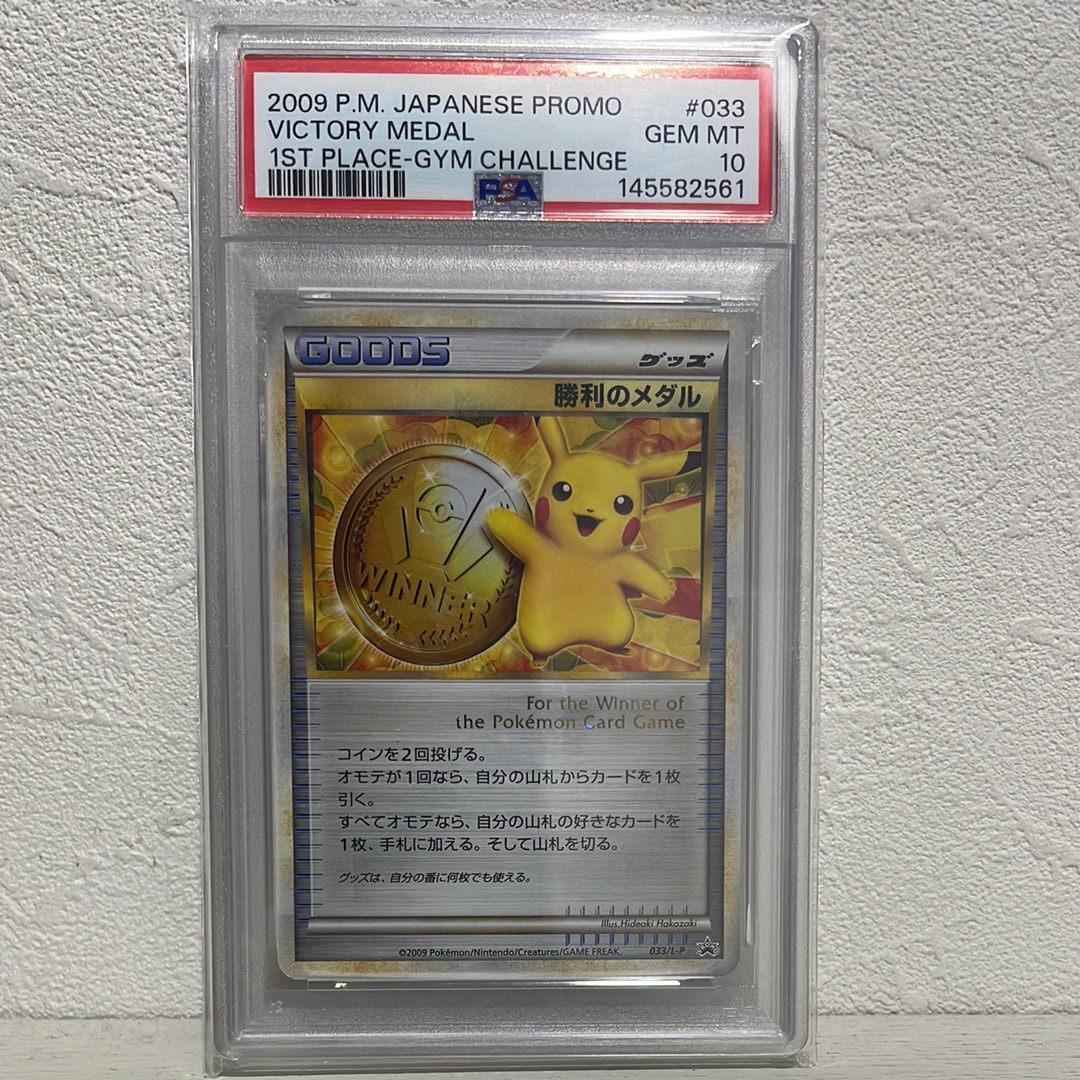 2009 P.M. JAPANESE PROMO #033
VICTORY MEDAL GEM MT
1ST PLACE-GYM CHALLENGE 10
PSA 145582561
GOODS グッズ
勝利のメダル
WINNER
For the Winner of
the Pokémon Card Game
コインを2回投げる。
オモテが1回なら、自分の山札からカードを1枚
引く。
すべてオモテなら、自分の山札の好きなカードを
1枚、手札に加える。そして山札を切る。
グッズは、自分の番に何枚でも使える。
Illus. Hideaki Hakozaki
©2009 Pokémon/Nintendo/Creatures/GAME FREAK. 033/L-P